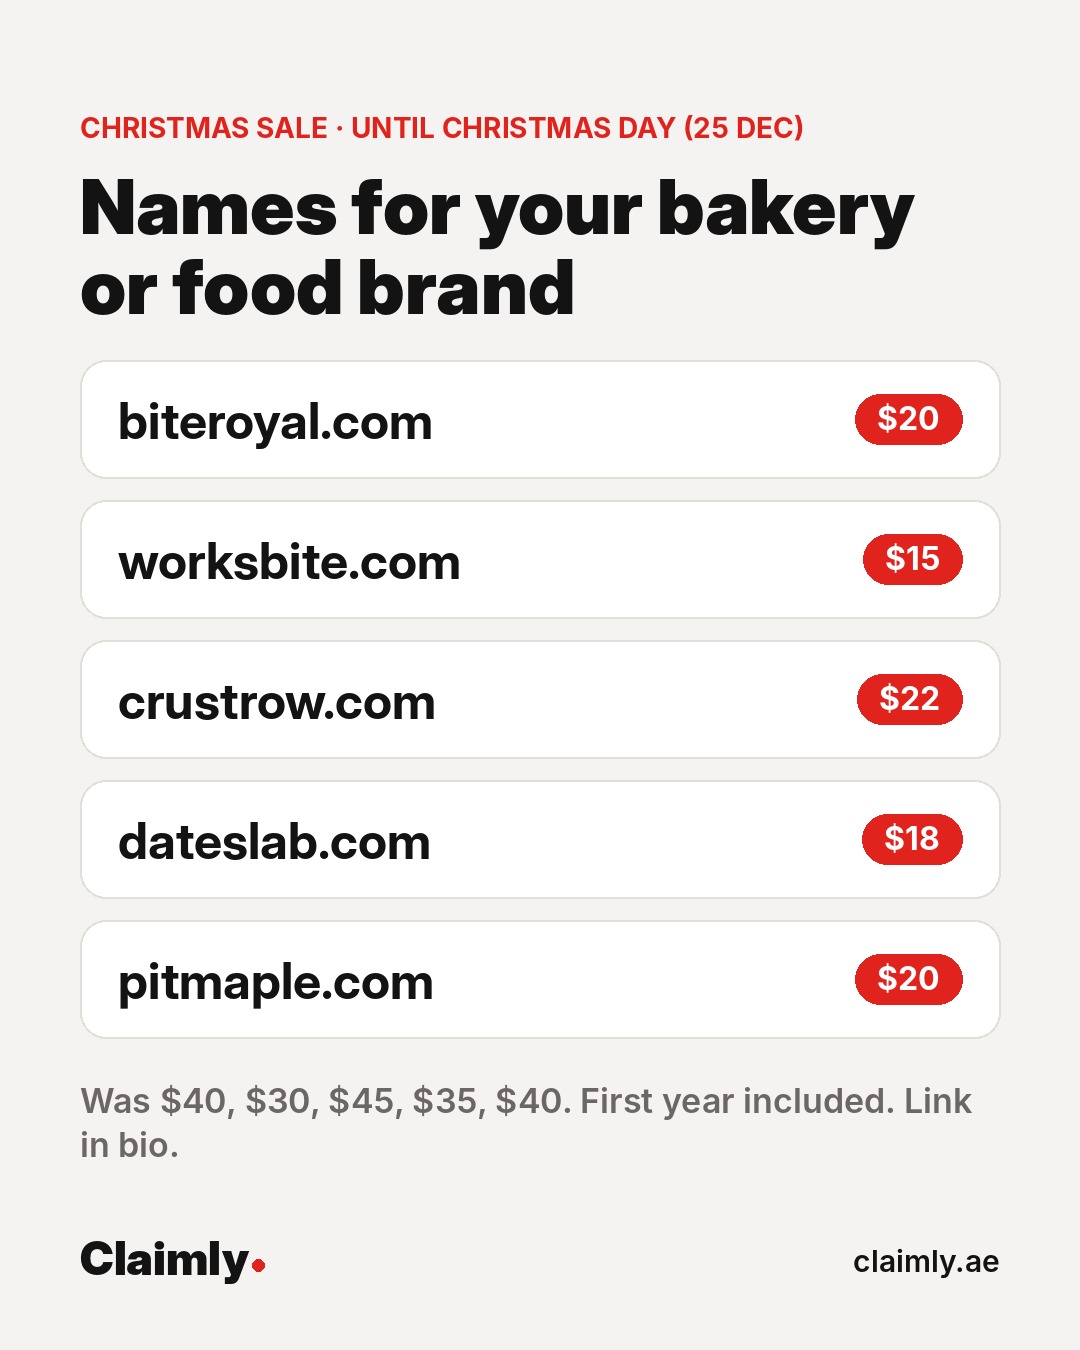 CHRISTMAS SALE · UNTIL CHRISTMAS DAY (25 DEC)
Names for your bakery
or food brand
biteroyal.com $20
worksbite.com $15
crustrow.com $22
dateslab.com $18
pitmaple.com $20
Was $40, $30, $45, $35, $40. First year included. Link
in bio.
Claimly. claimly.ae